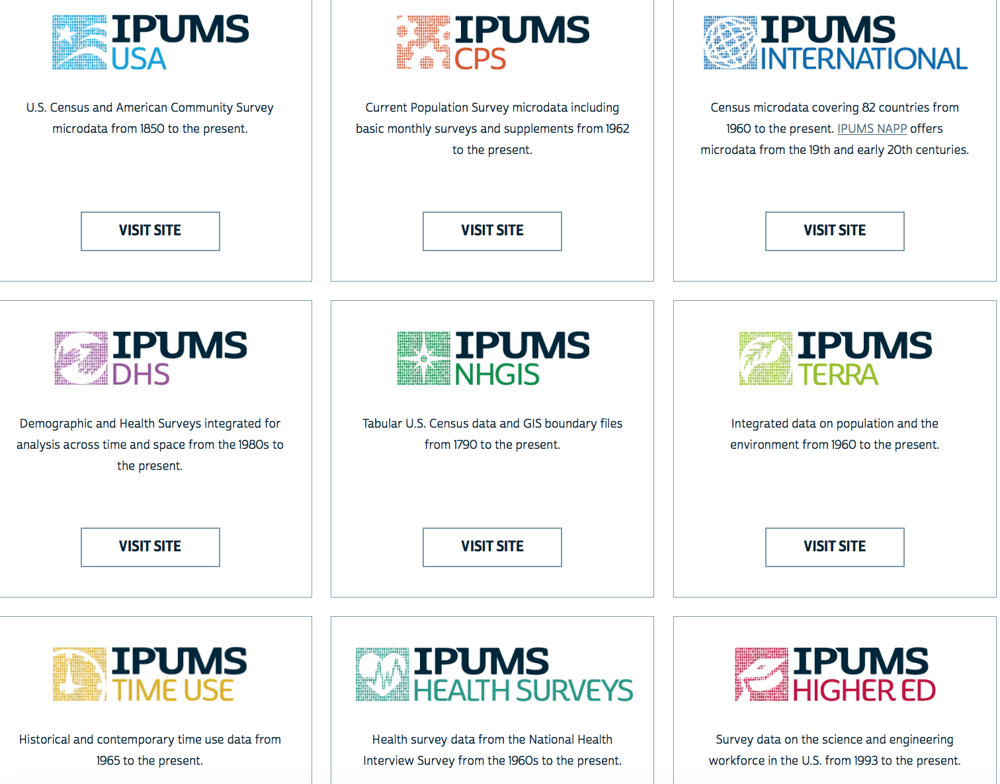 IPUMS
USA
U.S. Census and American Community Survey
microdata from 1850 to the present.
VISIT SITE
IPUMS
CPS
Current Population Survey microdata including
basic monthly surveys and supplements from 1962
to the present.
VISIT SITE
IPUMS
INTERNATIONAL
Census microdata covering 82 countries from
1960 to the present. IPUMS NAPP offers
microdata from the 19th and early 20th centuries.
VISIT SITE
IPUMS
DHS
Demographic and Health Surveys integrated for
analysis across time and space from the 1980s to
the present.
VISIT SITE
IPUMS
NHGIS
Tabular U.S. Census data and GIS boundary files
from 1790 to the present.
VISIT SITE
IPUMS
TERRA
Integrated data on population and the
environment from 1960 to the present.
VISIT SITE
IPUMS
TIME USE
Historical and contemporary time use data from
1965 to the present.
IPUMS
HEALTH SURVEYS
Health survey data from the National Health
Interview Survey from the 1960s to the present.
IPUMS
HIGHER ED
Survey data on the science and engineering
workforce in the U.S. from 1993 to the present.